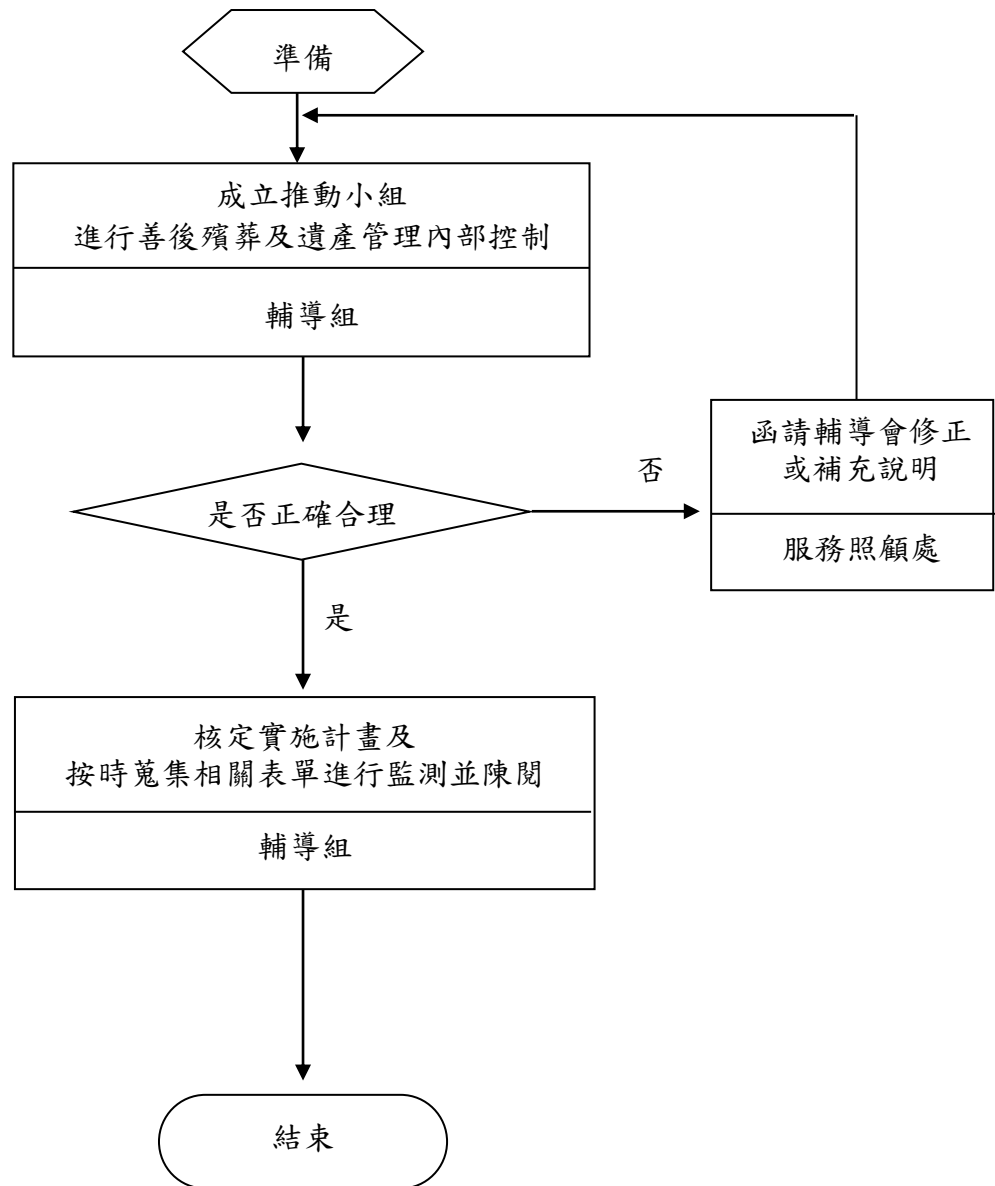 準備
成立推動小組
進行善後殯葬及遺產管理內部控制
輔導組
是否正確合理
否
函請輔導會修正
或補充說明
服務照顧處
是
核定實施計畫及
按時蒐集相關表單進行監測並陳閱
輔導組
結束